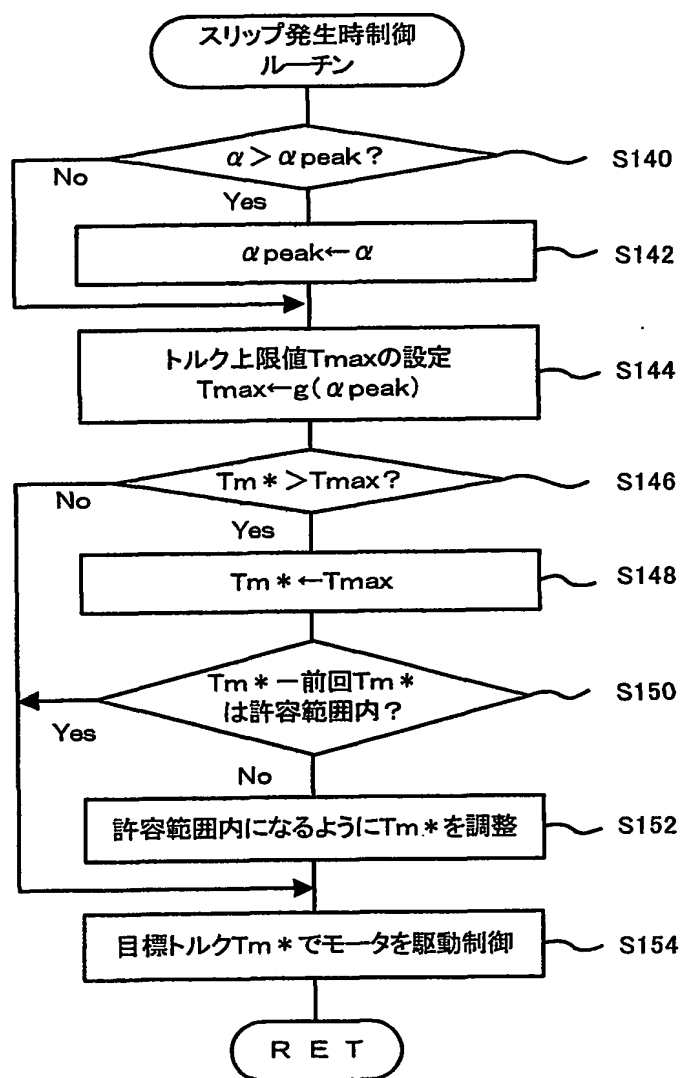 スリップ発生時制御
ルーチン
α＞αpeak？
S140
No
Yes
αpeak←α
S142
トルク上限値Tmaxの設定
Tmax←g(αpeak)
S144
Tm*＞Tmax？
S146
No
Yes
Tm*←Tmax
S148
Tm*－前回Tm*
は許容範囲内？
S150
Yes
No
許容範囲内になるようにTm*を調整
S152
目標トルクTm*でモータを駆動制御
S154
RET